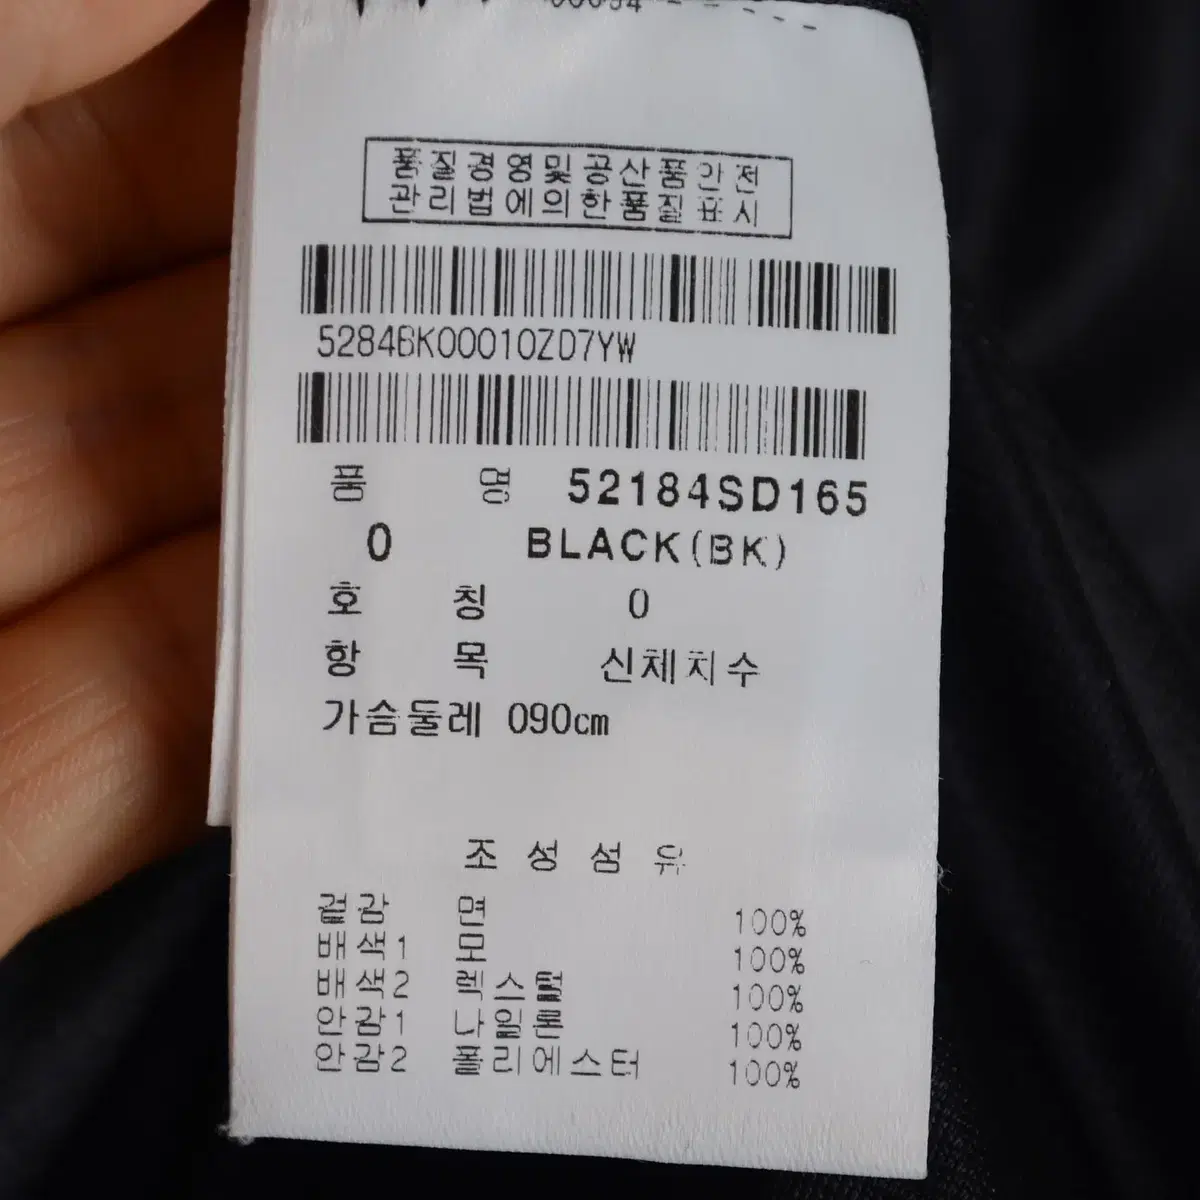 품질경영및공산품안전
관리법에의한품질표시
5284BK00010ZD7YW
품 명 52184SD165
0 BLACK(BK)
호 칭 0
항 목 신체치수
가슴둘레 090cm
조성섬유
겉감 면 100%
배색1 모 100%
배색2 렉스털 100%
안감1 나일론 100%
안감2 폴리에스터 100%